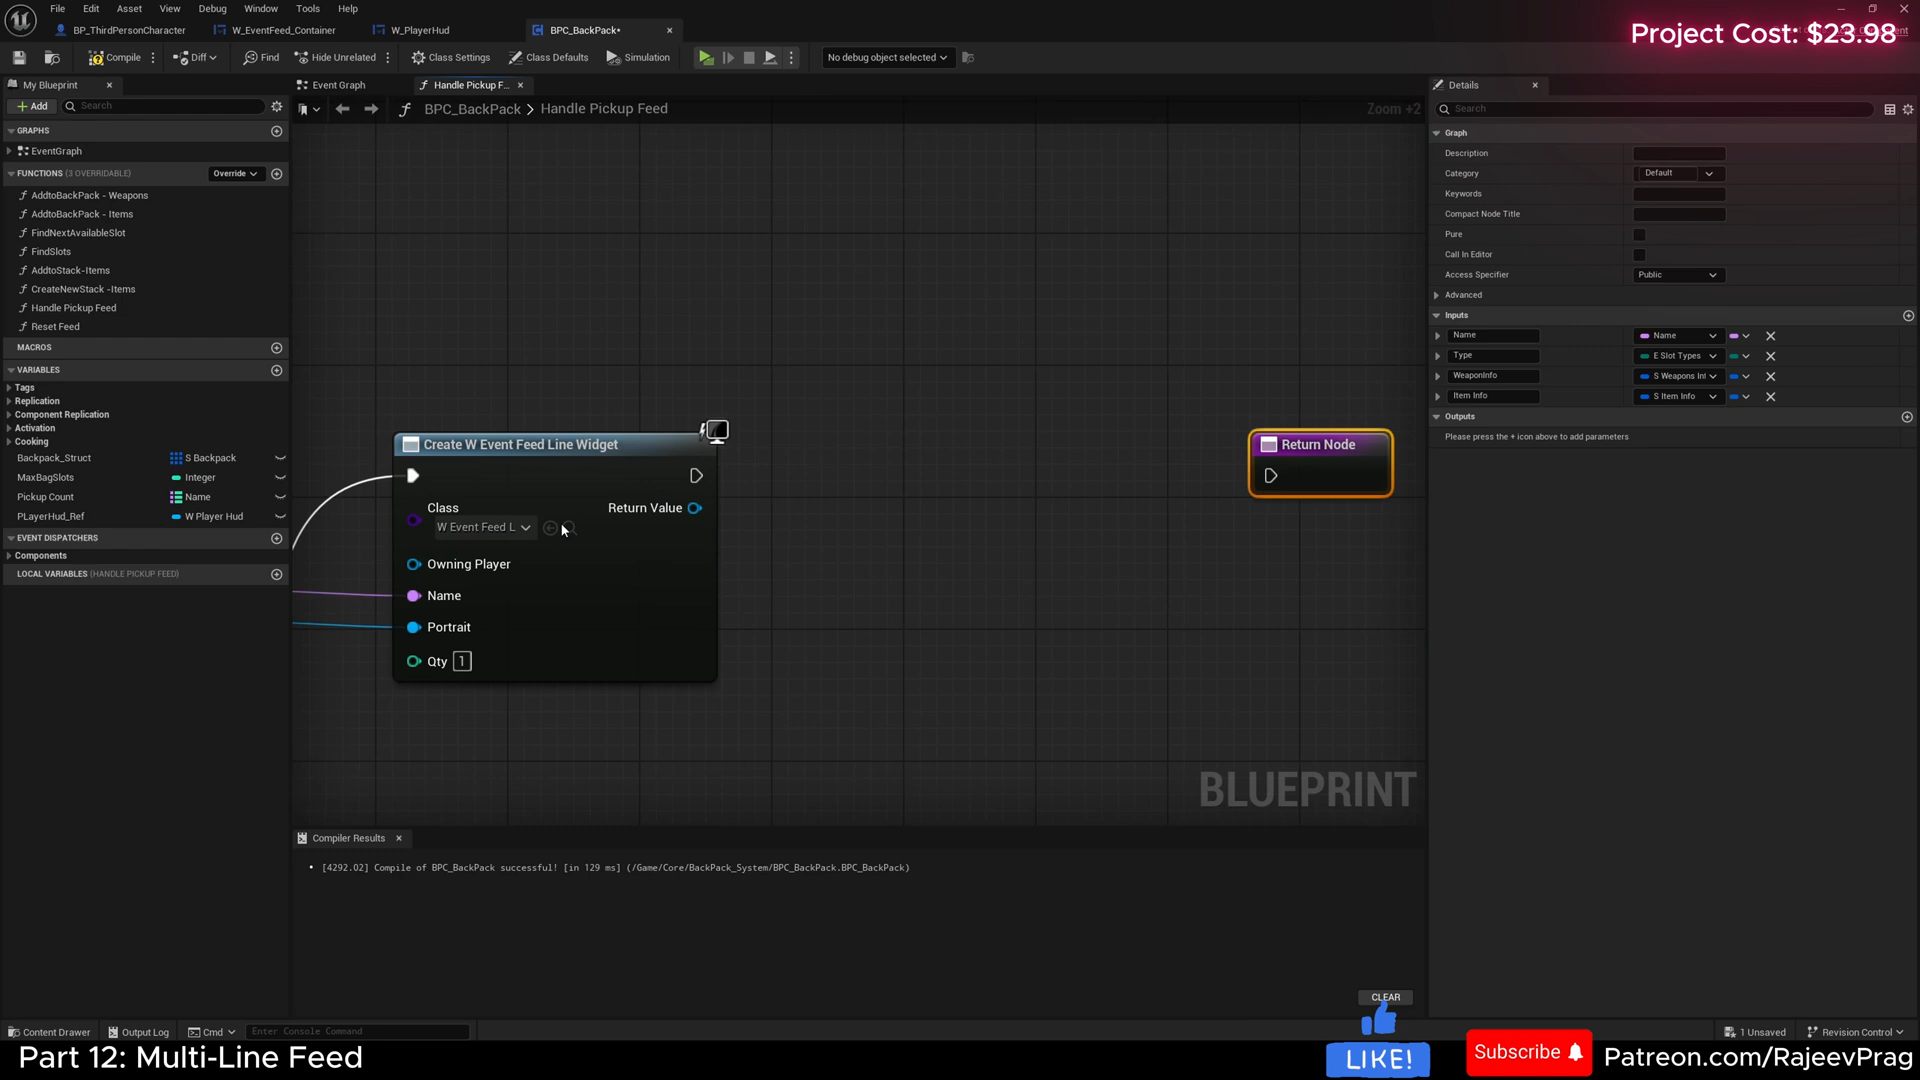 File Edit Asset View Debug Window Tools Help
Project Cost: $23.98
BP_ThirdPersonCharacter W_EventFeed_Container W_PlayerHud BPC_BackPack*
Compile Diff Find Hide Unrelated Class Settings Class Defaults Simulation No debug object selected
My Blueprint Event Graph Handle Pickup F... Details
Add Search BPC_BackPack > Handle Pickup Feed Zoom +2 Search
GRAPHS Graph
EventGraph Description
FUNCTIONS (3 OVERRIDABLE) Override Category Default
AddtoBackPack - Weapons Keywords
AddtoBackPack - Items Compact Node Title
FindNextAvailableSlot Pure
FindSlots Call In Editor
AddtoStack-Items Access Specifier Public
CreateNewStack -Items Advanced
Handle Pickup Feed Inputs
Reset Feed Name Name
MACROS Type E Slot Types
VARIABLES WeaponInfo S Weapons Inf
Tags Item Info S Item Info
Replication
Component Replication Outputs
Activation Please press the + icon above to add parameters
Cooking
Backpack_Struct S Backpack
MaxBagSlots Integer
Pickup Count Name
PLayerHud_Ref W Player Hud
EVENT DISPATCHERS
Components
LOCAL VARIABLES (HANDLE PICKUP FEED)
Create W Event Feed Line Widget Return Node
Class Return Value
W Event Feed L
Owning Player
Name
Portrait
Qty 1
BLUEPRINT
Compiler Results
[4292.02] Compile of BPC_BackPack successful! [in 129 ms] (/Game/Core/BackPack_System/BPC_BackPack.BPC_BackPack)
CLEAR
Content Drawer Output Log Cmd Enter Console Command 1 Unsaved Revision Control
Part 12: Multi-Line Feed LIKE! Subscribe Patreon.com/RajeevPrag